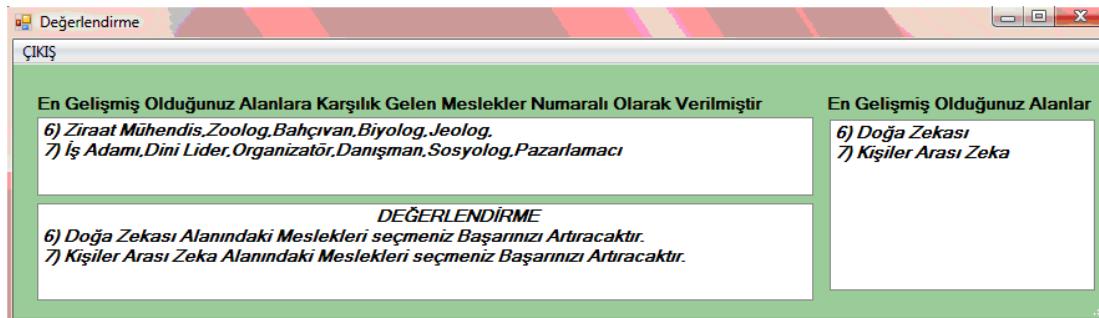 Değerlendirme
ÇIKIŞ
En Gelişmiş Olduğunuz Alanlara Karşılık Gelen Meslekler Numaralı Olarak Verilmiştir
6) Ziraat Mühendis,Zoolog,Bahçıvan,Biyolog,Jeolog,
7) İş Adamı,Dini Lider,Organizatör,Danışman,Sosyolog,Pazarlamacı
DEĞERLENDİRME
6) Doğa Zekası Alanındaki Meslekleri seçmeniz Başarınızı Artıracaktır.
7) Kişiler Arası Zeka Alanındaki Meslekleri seçmeniz Başarınızı Artıracaktır.
En Gelişmiş Olduğunuz Alanlar
6) Doğa Zekası
7) Kişiler Arası Zeka